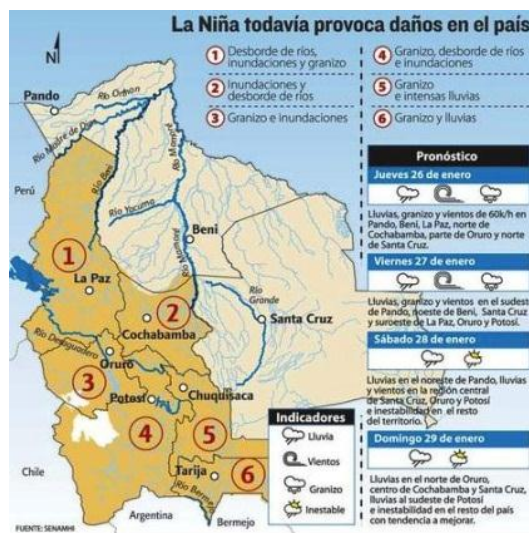 La Niña todavía provoca daños en el país
N
1 Desborde de ríos,
inundaciones y granizo
2 Inundaciones y
desborde de ríos
3 Granizo e inundaciones
4 Granizo, desborde de ríos
e inundaciones
5 Granizo
e intensas lluvias
6 Granizo y lluvias
Pando
Río Orthon
Río Madre de Dios
Río Beni
Río Mamoré
Perú
Río Yacuma
Beni
Río Mamoré
1
La Paz
2
Cochabamba
Río
Grande
Santa Cruz
Río Desaguadero
Oruro
3
Potosí
Chuquisaca
4
5
Tarija
6
Río Bermejo
Chile
Argentina
Bermejo
FUENTE: SENAMHI
Indicadores
Lluvia
Vientos
Granizo
Inestable
Pronóstico
Jueves 26 de enero
Lluvias, granizo y vientos de 60k/h en
Pando, Beni, La Paz, norte de
Cochabamba, parte de Oruro y norte
de Santa Cruz.
Viernes 27 de enero
Lluvias, granizo y vientos en el sudest
de Pando, noeste de Beni, Santa Cruz
y suroeste de La Paz, Oruro y Potosí.
Sábado 28 de enero
Lluvias en el noreste de Pando, lluvias
y vientos en la región central
de Santa Cruz, Oruro y Potosí
e inestabilidad en el resto
del territorio.
Domingo 29 de enero
Lluvias en el norte de Oruro,
centro de Cochabamba y Santa Cruz,
lluvias al sudeste de Potosí
e inestabilidad en el resto del país
con tendencia a mejorar.